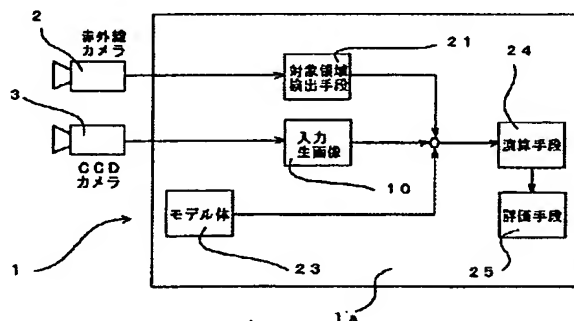 赤外線
カメラ
2
3
CCD
カメラ
21
対象領域
検出手段
24
入力
生画像
10
演算手段
モデル体
23
評価手段
25
1
1A